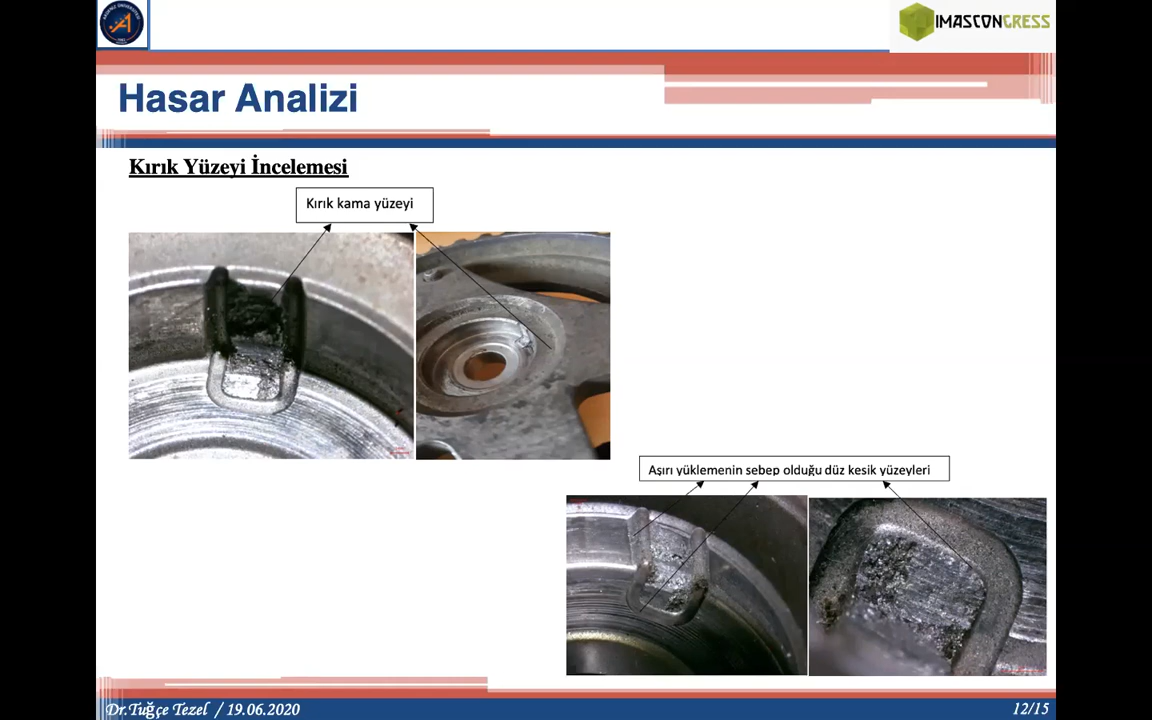 IMASCONGRESS
Hasar Analizi
Kırık Yüzeyi İncelemesi
Kırık kama yüzeyi
Aşırı yüklemenin sebep olduğu düz kesik yüzeyleri
Dr.Tuğçe Tezel / 19.06.2020
12/15